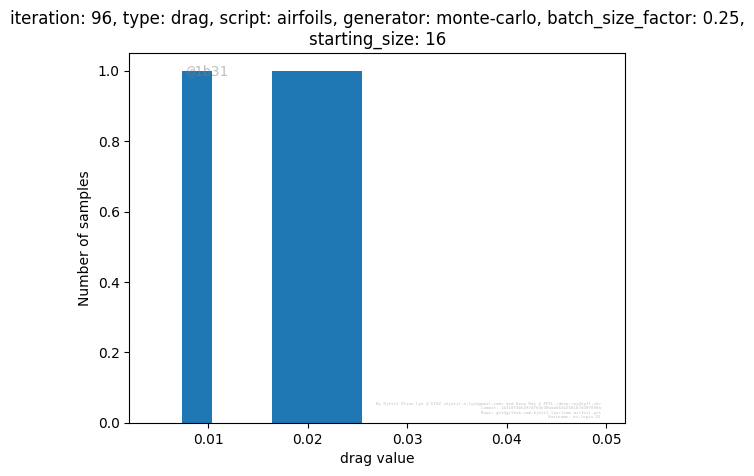 iteration: 96, type: drag, script: airfoils, generator: monte-carlo, batch_size_factor: 0.25,
starting_size: 16
@1b31
1.0
0.8
0.6
0.4
0.2
0.0
Number of samples
0.01
0.02
0.03
0.04
0.05
drag value